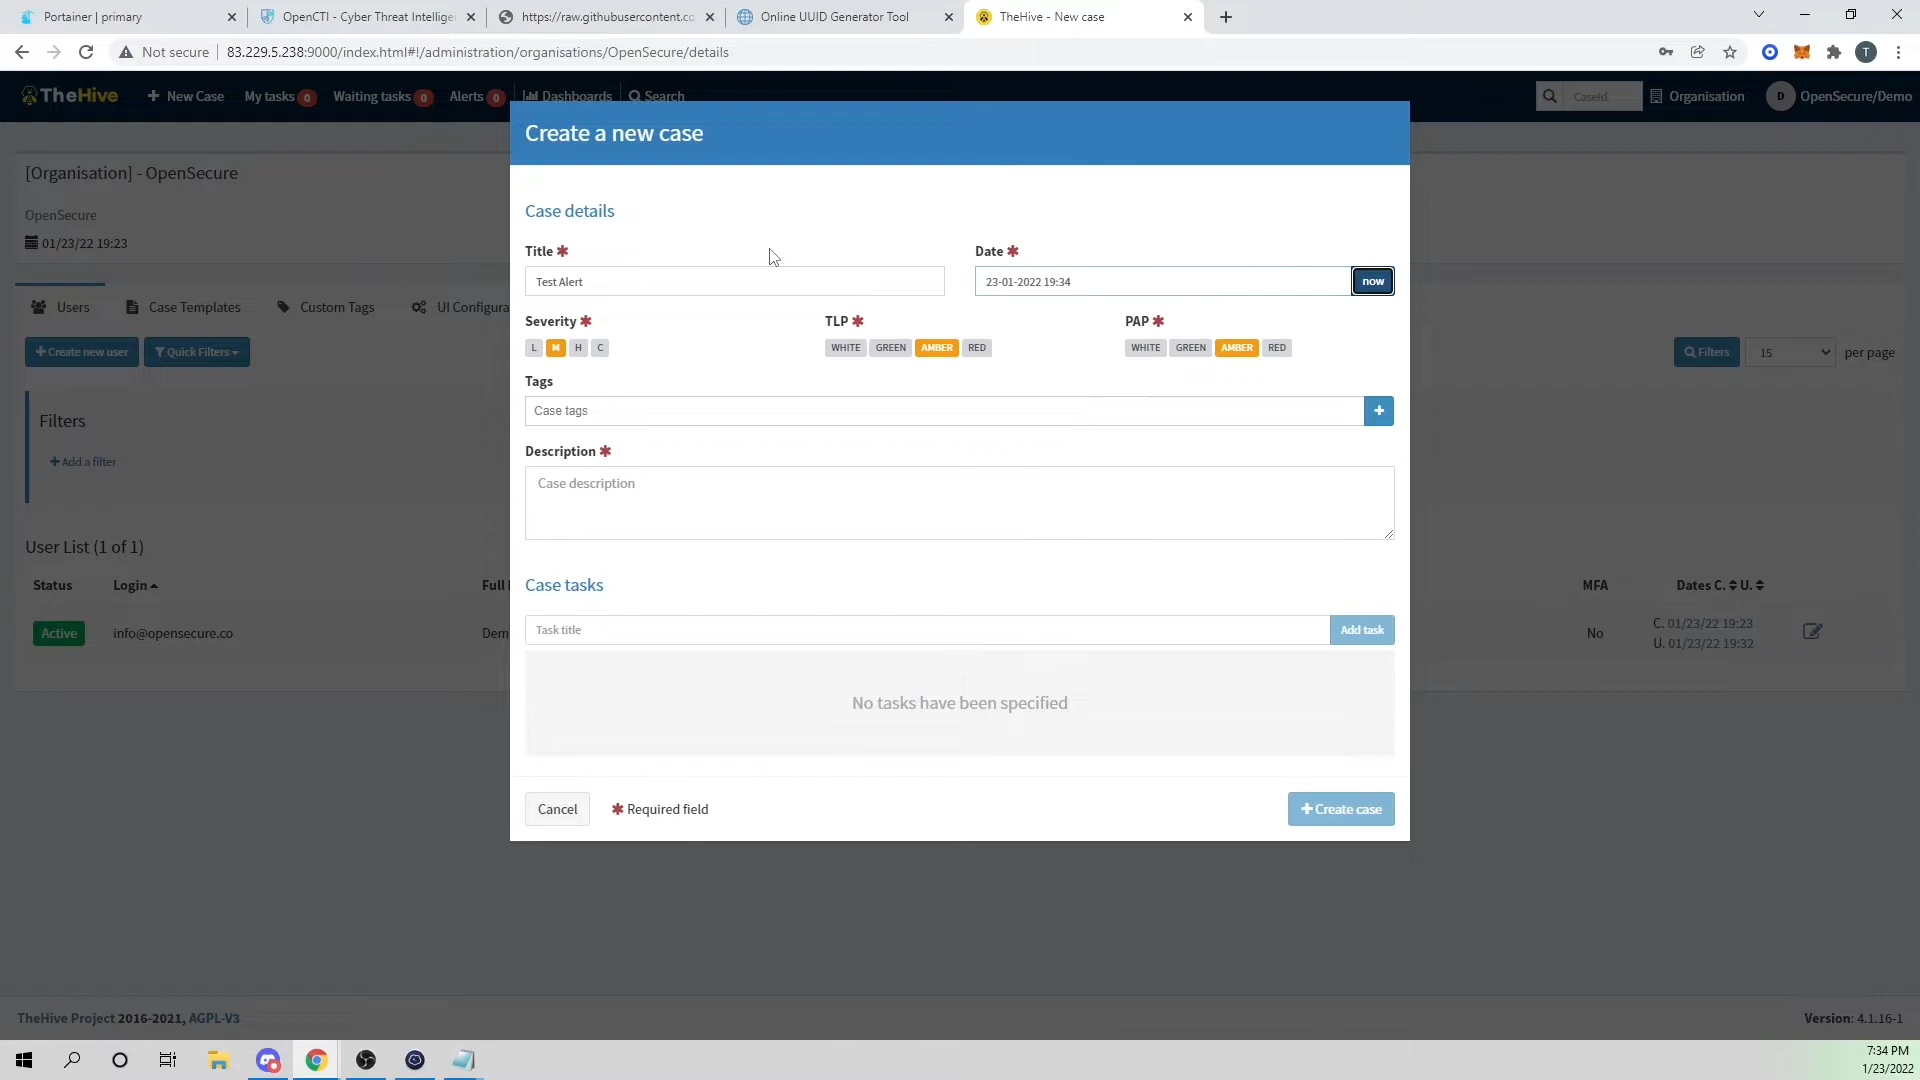 Portainer | primary
OpenCTI - Cyber Threat Intellige
https://raw.githubusercontent.co
Online UUID Generator Tool
TheHive - New case
Not secure
83.229.5.238:9000/index.html#!/administration/organisations/OpenSecure/details
T
TheHive
New Case
My tasks 0
Waiting tasks 0
Alerts 0
Dashboards
Search
CaseId
Organisation
D
OpenSecure/Demo
Create a new case
[Organisation] - OpenSecure
OpenSecure
01/23/22 19:23
Case details
Title *
Date *
Test Alert
23-01-2022 19:34
now
Users
Case Templates
Custom Tags
UI Configura
Severity *
TLP *
PAP *
L M H C
WHITE GREEN AMBER RED
WHITE GREEN AMBER RED
+Create new user
Quick Filters
Filters
15
per page
Tags
Case tags
+
Filters
+ Add a filter
Description *
Case description
User List (1 of 1)
Case tasks
Status
Login
Full
MFA
Dates C. U.
Active
info@opensecure.co
Dem
No
C. 01/23/22 19:23
U. 01/23/22 19:32
Task title
Add task
No tasks have been specified
Cancel
* Required field
+ Create case
TheHive Project 2016-2021, AGPL-V3
Version: 4.1.16-1
7:34 PM
1/23/2022